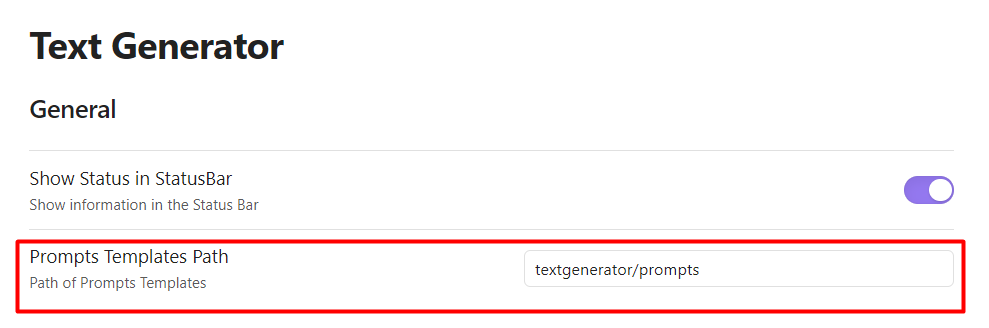 Text Generator
General
Show Status in StatusBar
Show information in the Status Bar
Prompts Templates Path
textgenerator/prompts
Path of Prompts Templates